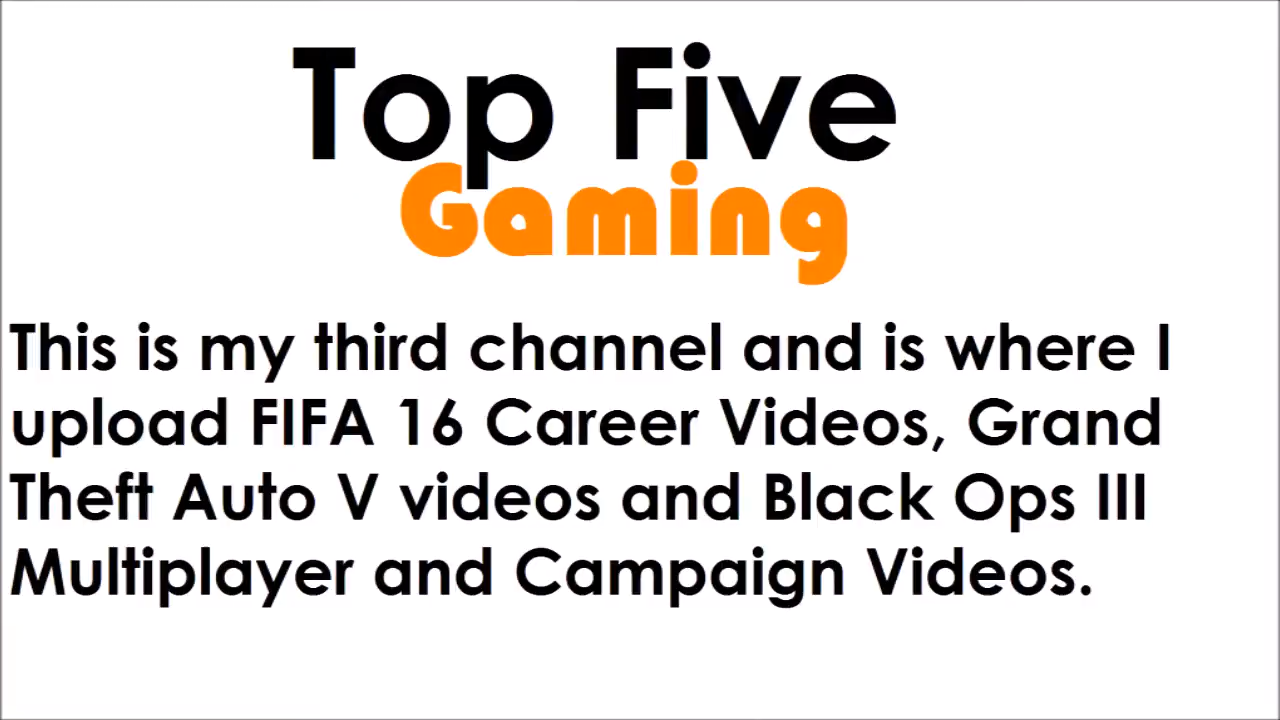 Top Five
Gaming
This is my third channel and is where I
upload FIFA 16 Career Videos, Grand
Theft Auto V videos and Black Ops III
Multiplayer and Campaign Videos.